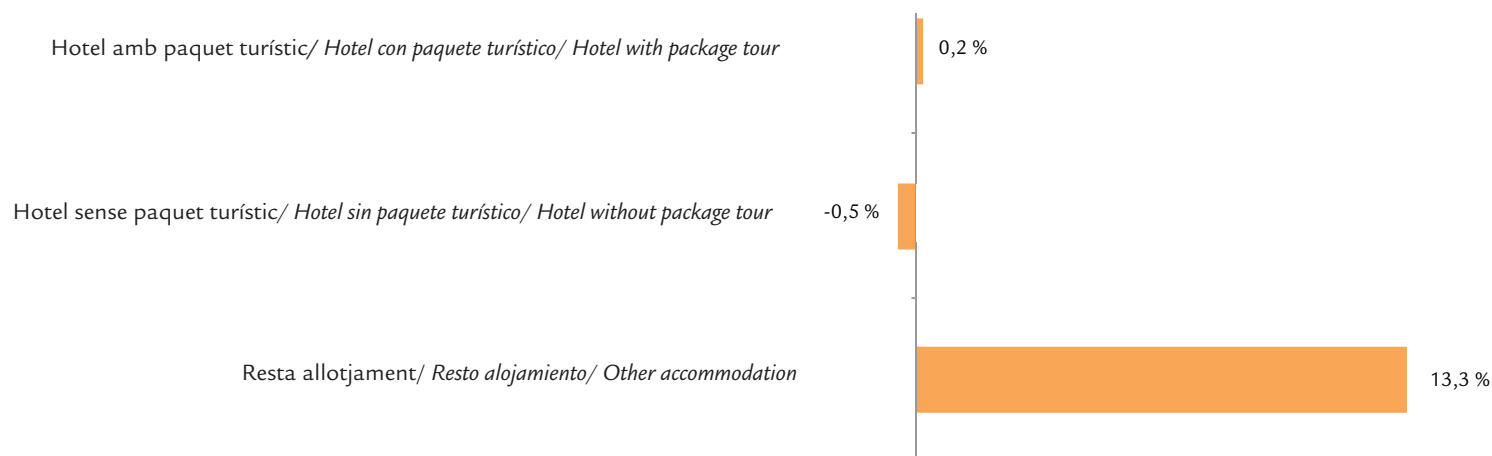 Hotel amb paquet turístic/ Hotel con paquete turístico/ Hotel with package tour 0,2 %
Hotel sense paquet turístic/ Hotel sin paquete turístico/ Hotel without package tour -0,5 %
Resta allotjament/ Resto alojamiento/ Other accommodation 13,3 %